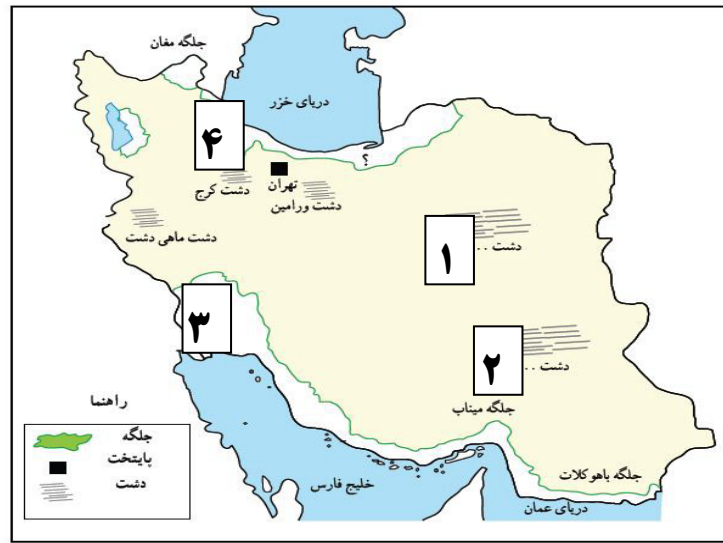 جلگه مغان
دریای خزر
۴
؟
تهران
دشت کرج
دشت ورامین
دشت ماهی دشت
۱
دشت . .
۳
۲
دشت . .
جلگه میناب
راهنما
جلگه
پایتخت
دشت
خلیج فارس
جلگه باهوکلات
دریای عمان